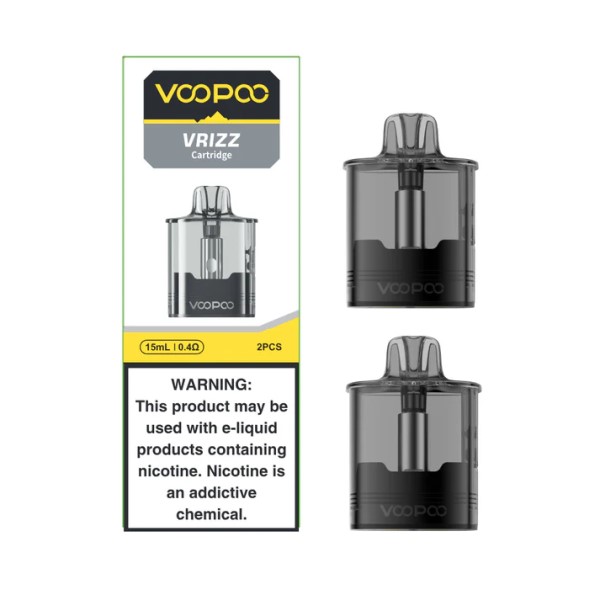 VOOPOO
VRIZZ
Cartridge
VOOPOO
15mL | 0.4Ω 2PCS
WARNING:
This product may be
used with e-liquid
products containing
nicotine. Nicotine is
an addictive
chemical.
VOOPOO
VOOPOO